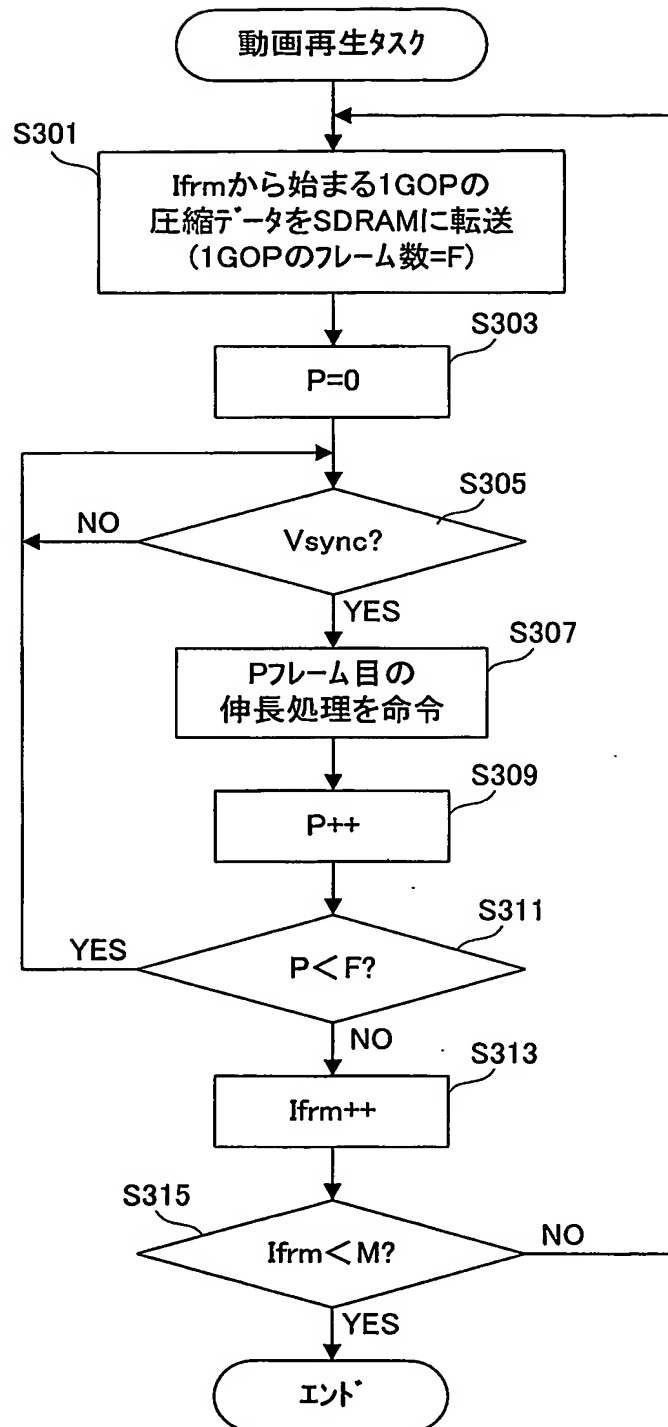 動画再生タスク
S301
Ifrmから始まる1GOPの
圧縮データをSDRAMに転送
(1GOPのフレーム数=F)
S303
P=0
S305
NO
Vsync?
YES
S307
Pフレーム目の
伸長処理を命令
S309
P++
S311
YES
P<F?
NO
S313
Ifrm++
S315
Ifrm<M?
NO
YES
エンド